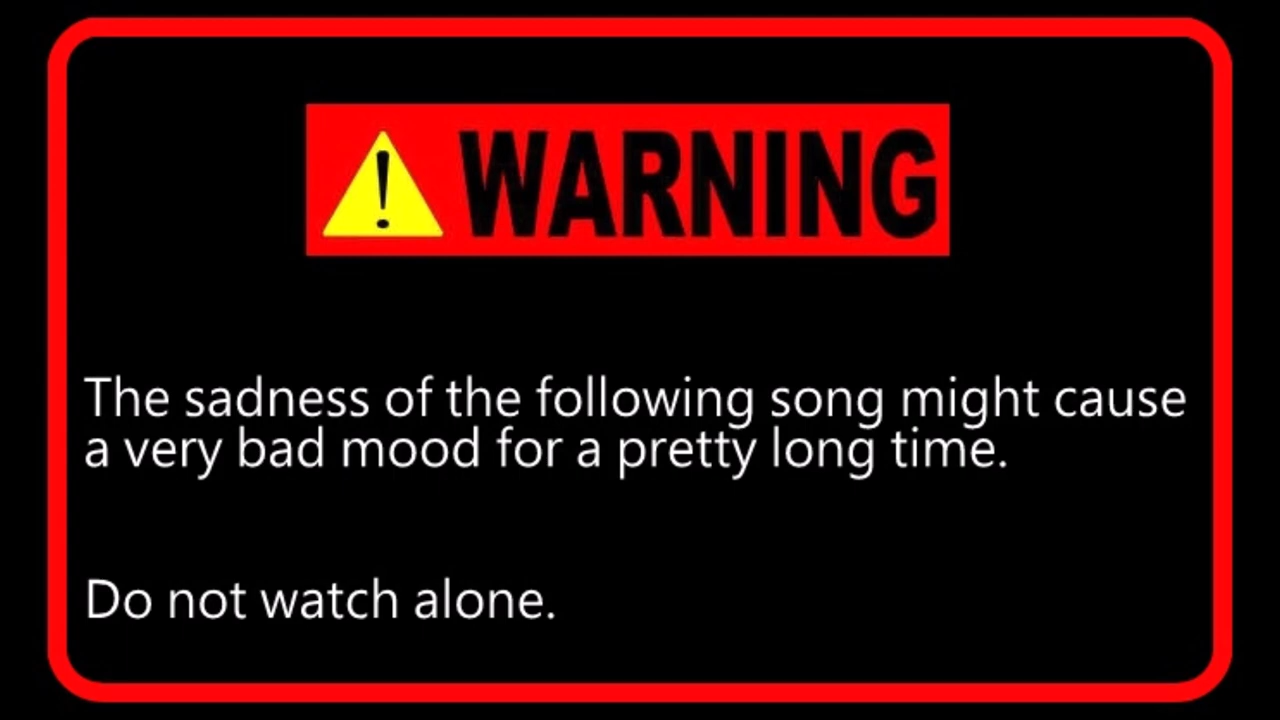 WARNING
The sadness of the following song might cause
a very bad mood for a pretty long time.
Do not watch alone.